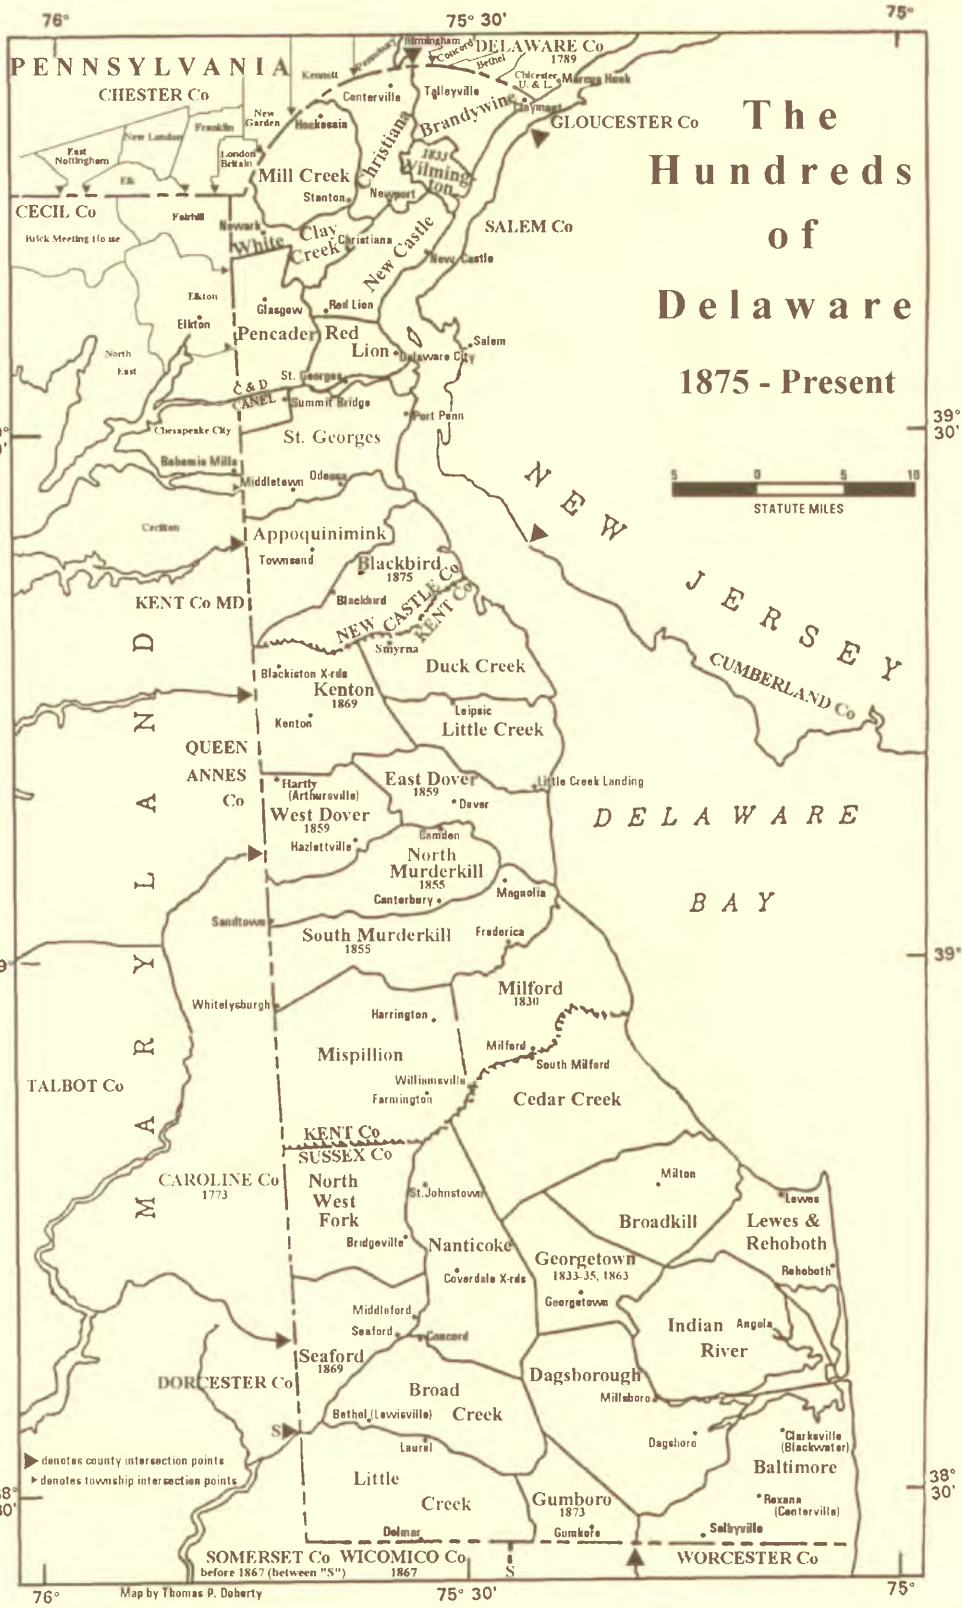 76°
75° 30'
75°
The
Hundreds
of
Delaware
1875 - Present
PENNSYLVANIA
CHESTER Co
DELAWARE Co
1789
Birmingham
Concord
Bethel
Chichester
U. & L.
Marcus Hook
Pennsbury
Kennett
New
Garden
Franklin
New London
London
Britain
East
Nottingham
Elk
Centerville
Talleyville
Claymont
Brandywine
GLOUCESTER Co
Hockessin
Christiana
1833
Wilming-
ton
Mill Creek
Stanton
Newport
CECIL Co
Brick Meeting House
Fairhill
Newark
White
Clay
Creek
Christiana
New Castle
New Castle
SALEM Co
Elkton
Elkton
Glasgow
Red Lion
Pencader
Red
Lion
Delaware City
Salem
North
East
St. Georges
C & D
CANEL
Summit Bridge
Port Penn
Chesapeake City
St. Georges
39°
30'
Bohemia Mills
Middletown
Odessa
5 0 5 10
STATUTE MILES
NEW JERSEY
Cecilton
Appoquinimink
Townsend
Blackbird
1875
Blackbird
KENT Co MD
NEW CASTLE Co
KENT Co
Smyrna
Duck Creek
CUMBERLAND Co
MARYLAND
Blackiston X-rds
Kenton
1869
Kenton
Leipsic
Little Creek
QUEEN
ANNES
Co
Hartly
(Arthursville)
East Dover
1859
Little Creek Landing
Dover
West Dover
1859
Hazlettville
Camden
North
Murderkill
1855
Canterbury
Magnolia
DELAWARE
BAY
Sandtown
South Murderkill
1855
Frederica
39°
Whitelysburgh
Milford
1830
Harrington
Mispillion
Milford
South Milford
Williamsville
Farmington
Cedar Creek
TALBOT Co
KENT Co
SUSSEX Co
CAROLINE Co
1773
North
West
Fork
St. Johnstown
Milton
Broadkill
Lewes
Lewes &
Rehoboth
Rehoboth
Bridgeville
Nanticoke
Coverdale X-rds
Georgetown
1833-35, 1863
Georgetown
Middleford
Seaford
Concord
Indian
River
Angola
Seaford
1869
DORCESTER Co
Broad
Creek
Dagsborough
Millsboro
Bethel (Lewisville)
Laurel
S
Dagsboro
Clarksville
(Blackwater)
Baltimore
denotes county intersection points
denotes township intersection points
Little
Creek
Gumboro
1873
Gumboro
Roxana
(Centerville)
Selbyville
38°
30'
Delmar
SOMERSET Co
before 1867 (between "S")
WICOMICO Co
1867
S
WORCESTER Co
76°
Map by Thomas P. Doherty
75° 30'
75°